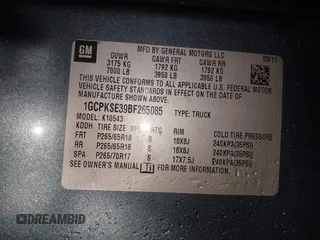 GM
MFD BY GENERAL MOTORS LLC
08/11
GVWR GAWR FR GAWR RR
3175 KG 1792 KG 1792 KG
7000 LB 3950 LB 3950 LB
THIS VEHICLE CONFORMS TO ALL APPLICABLE U.S. FEDERAL MOTOR
VEHICLE SAFETY STANDARDS IN EFFECT ON THE DATE OF
MANUFACTURE SHOWN ABOVE.
1GCPKSE39BF265085 TYPE: TRUCK
MODEL: K10543
TIRE SIZE SPD RTG RIM COLD TIRE PRESSURE
FRT P265/65R18 S 18X8J 240KPA(35PSI)
RR P265/65R18 S 18X8J 240KPA(35PSI)
SPA P265/70R17 S 17X7.5J 240KPA(35PSI)
SEE OWNER'S MANUAL FOR ADDITIONAL INFORMATION.
DREAMBID